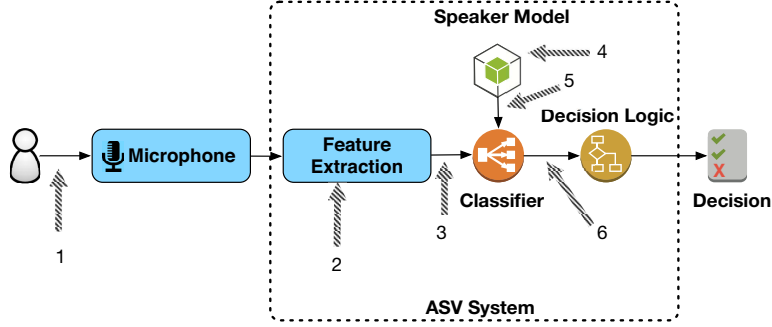 Speaker Model
4
5
Decision Logic
Microphone
Feature
Extraction
Classifier
Decision
1
2
3
6
ASV System